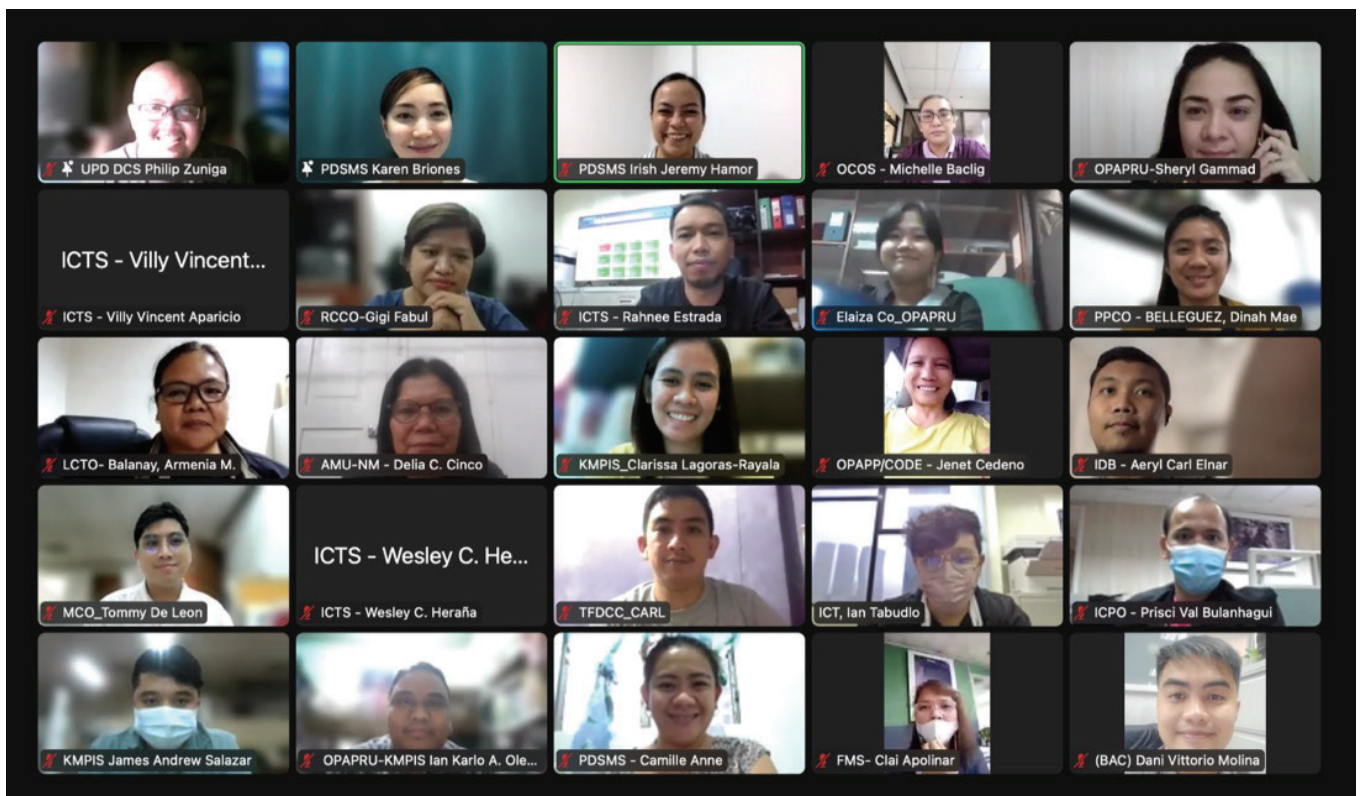 UPD DCS Philip Zuniga
PDSMS Karen Briones
PDSMS Irish Jeremy Hamor
OCOS - Michelle Baclig
OPAPRU-Sheryl Gammad
ICTS - Villy Vincent...
ICTS - Villy Vincent Aparicio
RCCO-Gigi Fabul
ICTS - Rahnee Estrada
Elaiza Co_OPAPRU
PPCO - BELLEGUEZ, Dinah Mae
LCTO- Balanay, Armenia M.
AMU-NM - Delia C. Cinco
KMPIS_Clarissa Lagoras-Rayala
OPAPP/CODE - Jenet Cedeno
IDB - Aeryl Carl Elnar
MCO_Tommy De Leon
ICTS - Wesley C. He...
ICTS - Wesley C. Heraña
TFDCC_CARL
ICT, Ian Tabudlo
ICPO - Prisci Val Bulanhagui
KMPIS James Andrew Salazar
OPAPRU-KMPIS Ian Karlo A. Ole...
PDSMS - Camille Anne
FMS- Clai Apolinar
(BAC) Dani Vittorio Molina